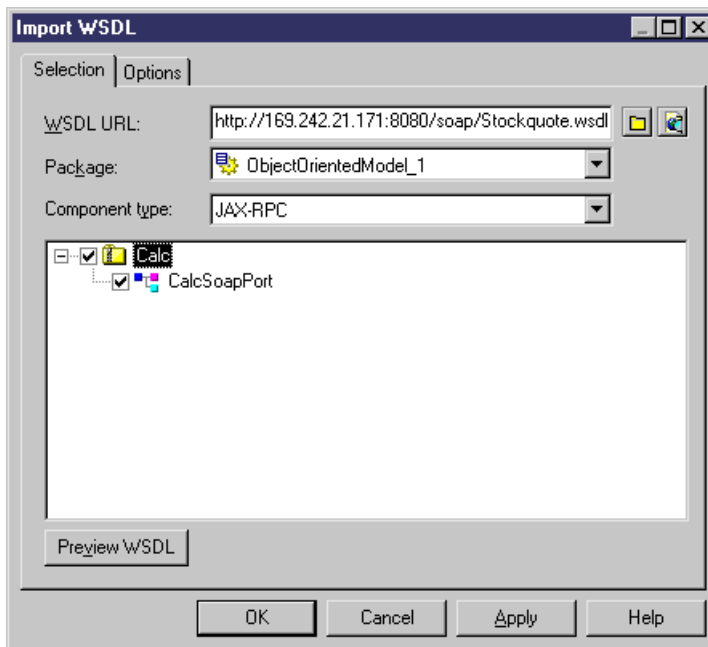 Import WSDL
Selection Options
WSDL URL: http://169.242.21.171:8080/soap/Stockquote.wsdl
Package: ObjectOrientedModel_1
Component type: JAX-RPC
Calc
CalcSoapPort
Preview WSDL
OK Cancel Apply Help